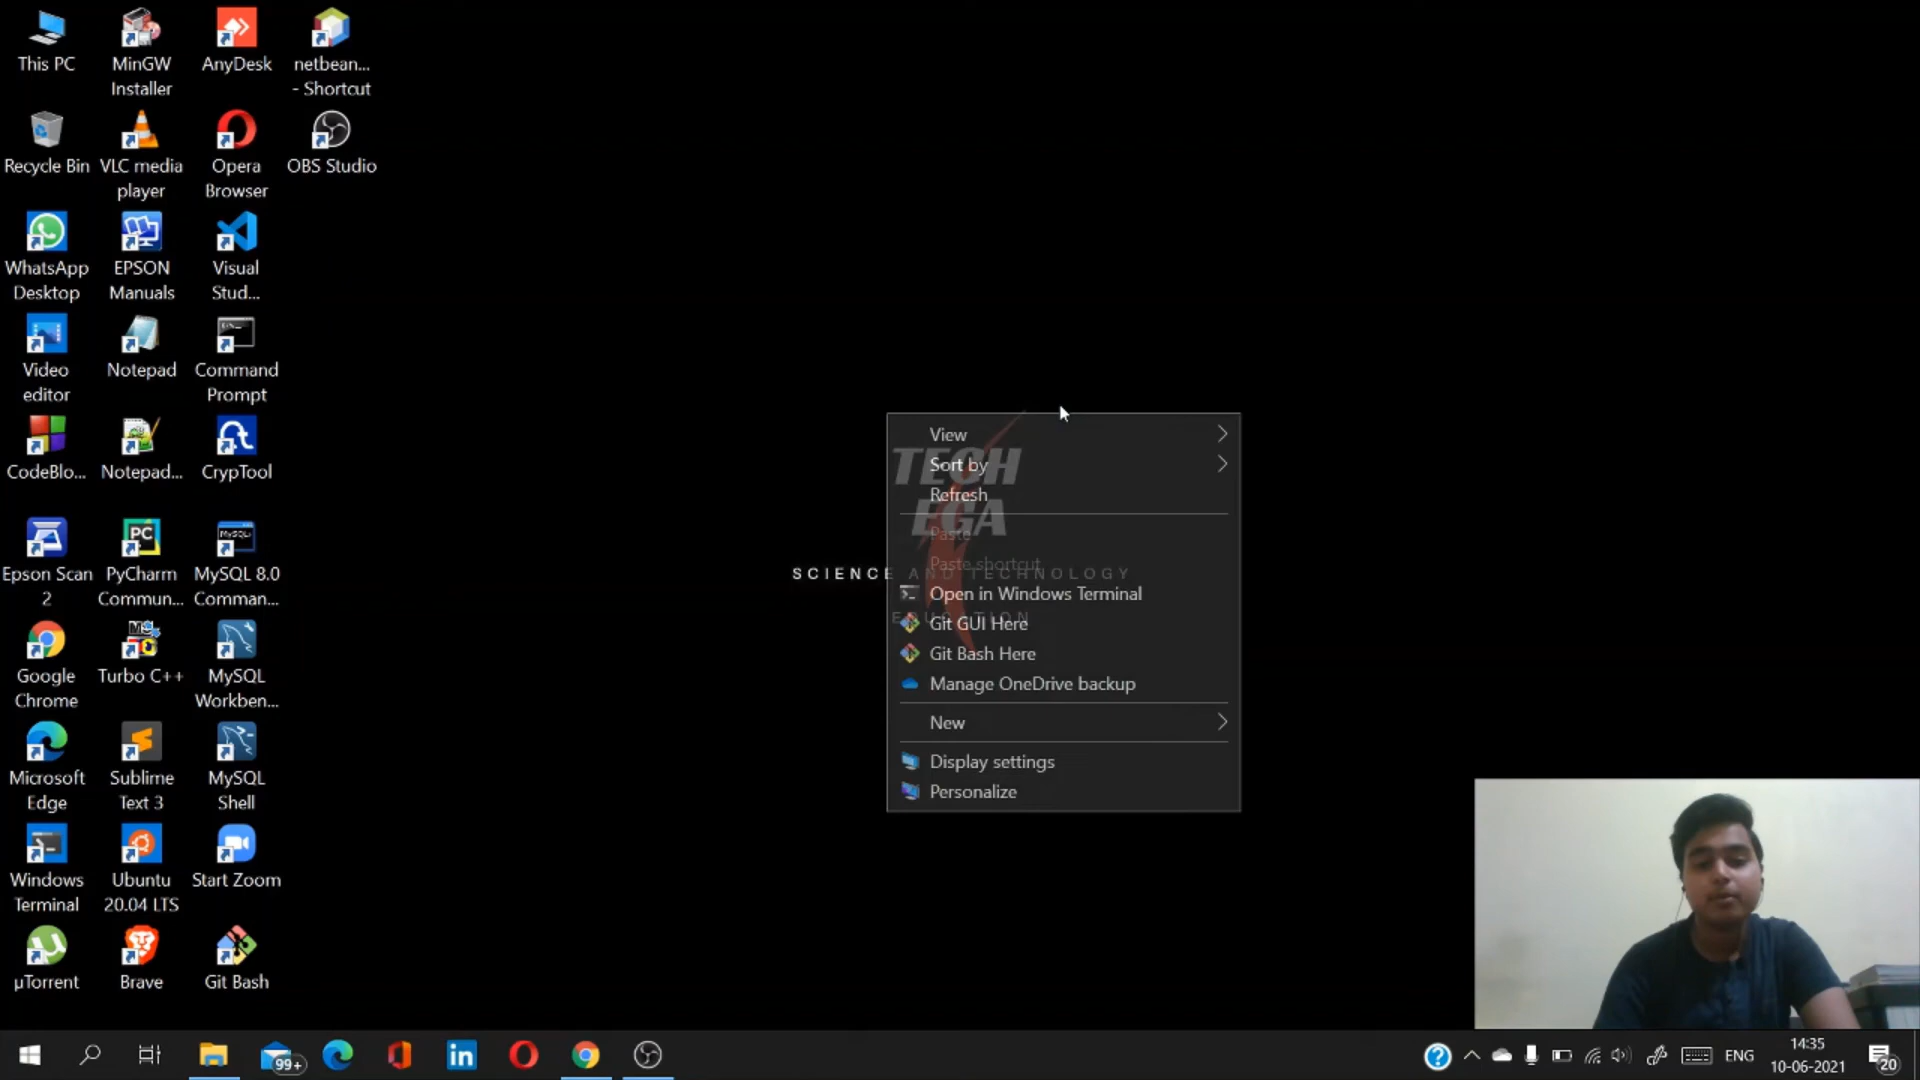 This PC
MinGW
Installer
AnyDesk
netbean...
- Shortcut
Recycle Bin
VLC media
player
Opera
Browser
OBS Studio
WhatsApp
Desktop
EPSON
Manuals
Visual
Stud...
Video
editor
Notepad
Command
Prompt
CodeBlo...
Notepad...
CrypTool
Epson Scan
2
PyCharm
Commun...
MySQL 8.0
Comman...
Google
Chrome
Turbo C++
MySQL
Workben...
Microsoft
Edge
Sublime
Text 3
MySQL
Shell
Windows
Terminal
Ubuntu
20.04 LTS
Start Zoom
µTorrent
Brave
Git Bash
TECH
EGA
SCIENCE AND TECHNOLOGY
EDUCATION
View
Sort by
Refresh
Paste
Paste shortcut
Open in Windows Terminal
Git GUI Here
Git Bash Here
Manage OneDrive backup
New
Display settings
Personalize
99+
ENG
14:35
10-06-2021
20